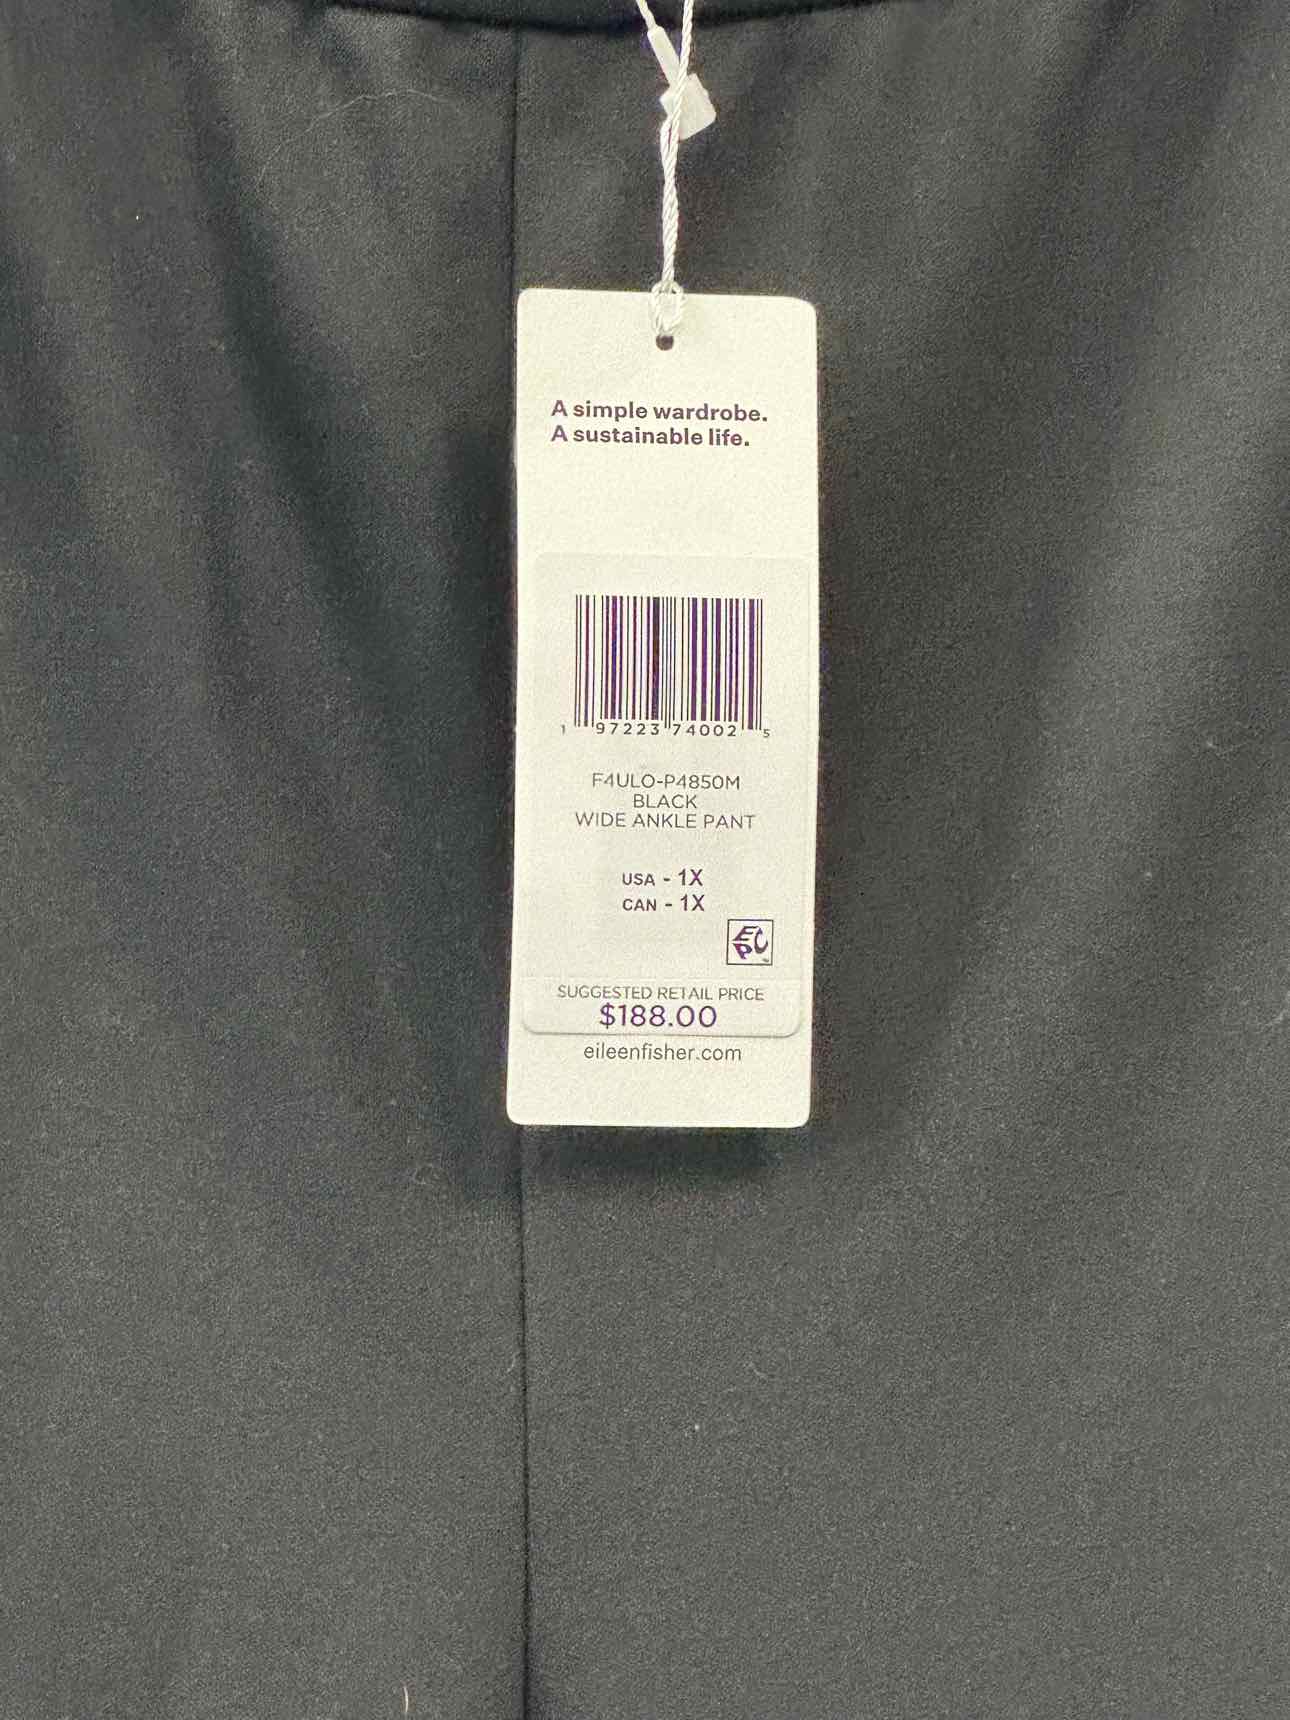 A simple wardrobe.
A sustainable life.
1 97223 74002 5
F4ULO-P4850M
BLACK
WIDE ANKLE PANT
USA - 1X
CAN - 1X
EPC
SUGGESTED RETAIL PRICE
$188.00
eileenfisher.com